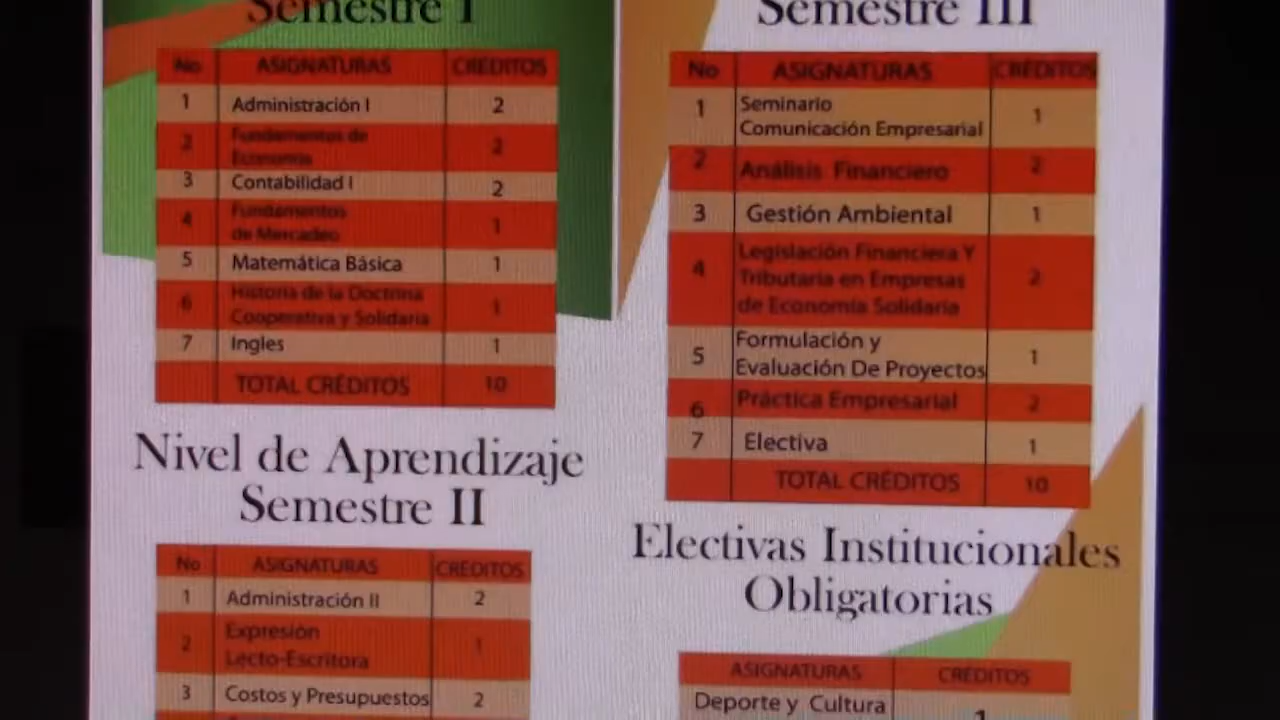 Semestre I
No ASIGNATURAS CRÉDITOS
1 Administración I 2
2 Fundamentos de
Economía 2
3 Contabilidad I 2
4 Fundamentos
de Mercadeo 1
5 Matemática Básica 1
6 Historia de la Doctrina
Cooperativa y Solidaria 1
7 Ingles 1
TOTAL CRÉDITOS 10
Nivel de Aprendizaje
Semestre II
No ASIGNATURAS CRÉDITOS
1 Administración II 2
2 Expresión
Lecto-Escritora 1
3 Costos y Presupuestos 2
Semestre III
No ASIGNATURAS CRÉDITOS
1 Seminario
Comunicación Empresarial 1
2 Análisis Financiero 2
3 Gestión Ambiental 1
4 Legislación Financiera Y
Tributaria en Empresas
de Economía Solidaria 2
5 Formulación y
Evaluación De Proyectos 1
6 Práctica Empresarial 2
7 Electiva 1
TOTAL CRÉDITOS 10
Electivas Institucionales
Obligatorias
ASIGNATURAS CRÉDITOS
Deporte y Cultura 1